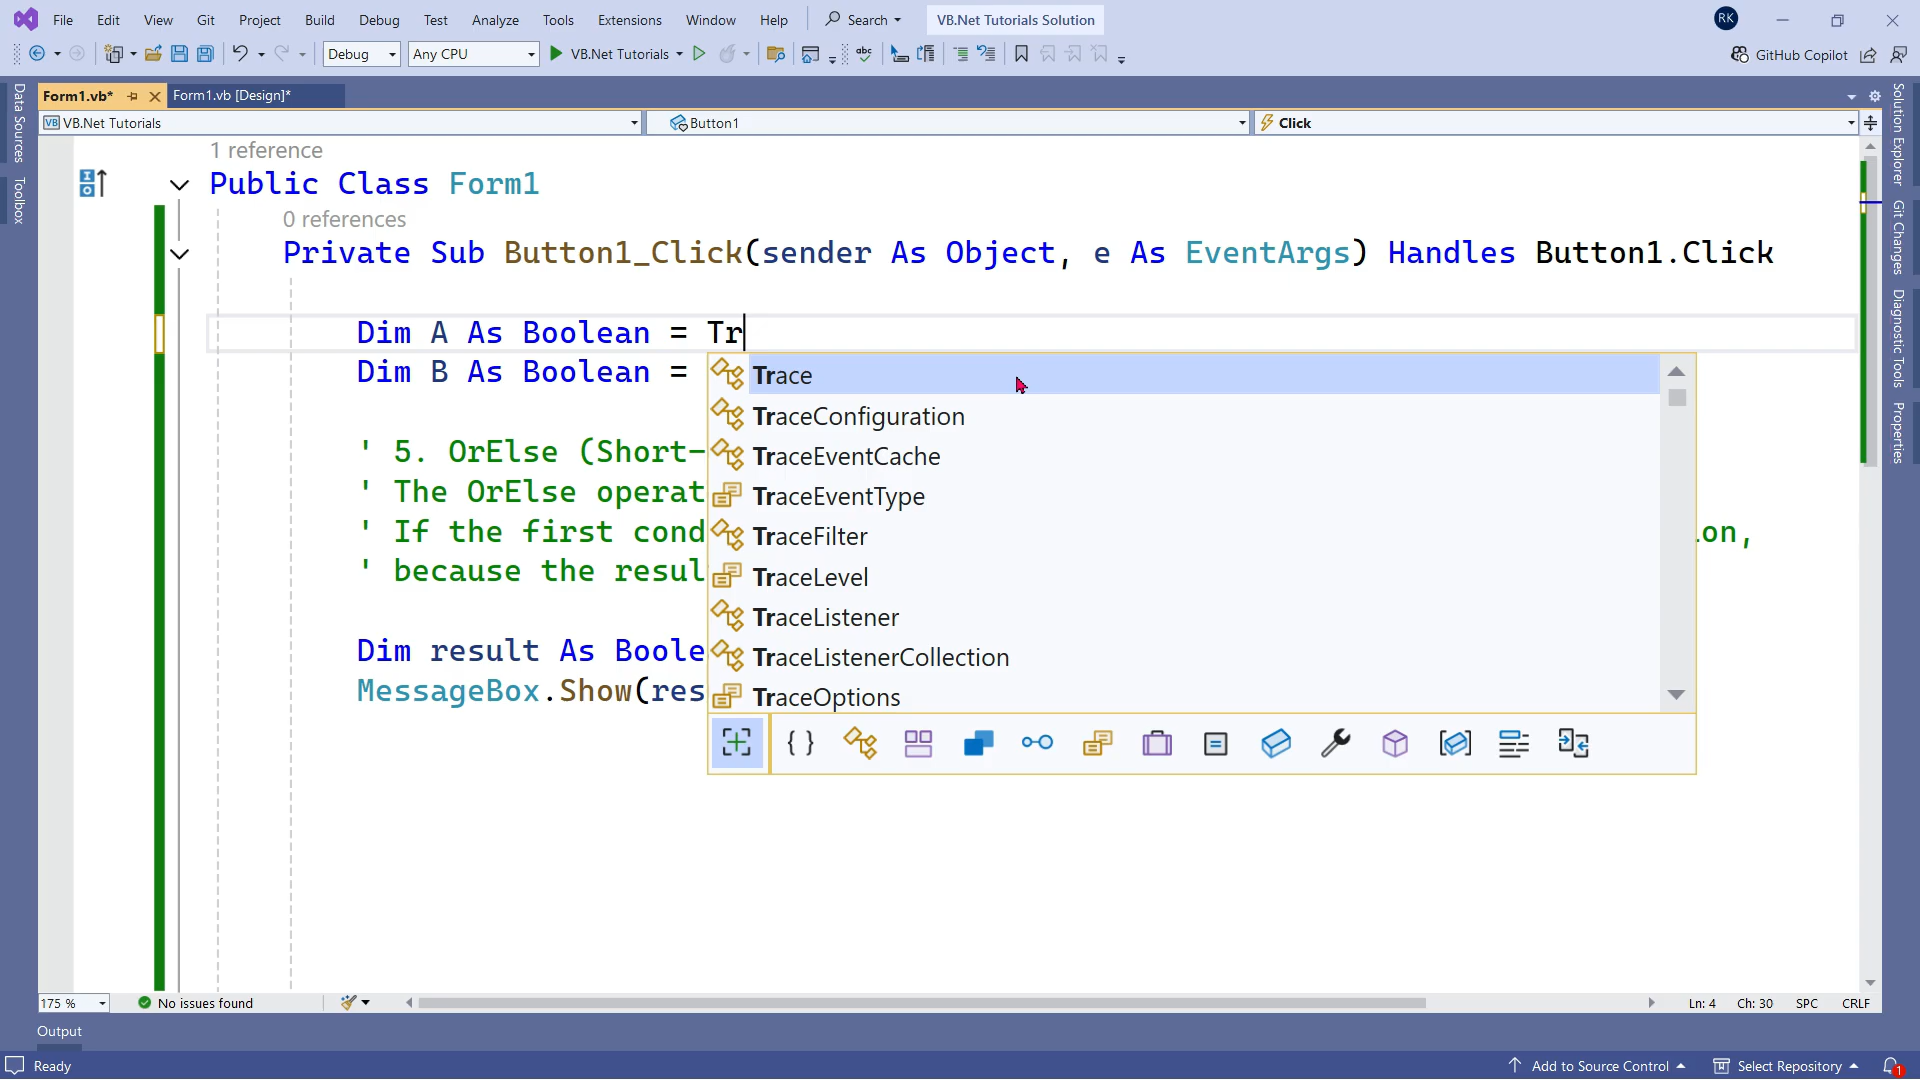 File Edit View Git Project Build Debug Test Analyze Tools Extensions Window Help Search VB.Net Tutorials Solution RK
Debug Any CPU VB.Net Tutorials abc GitHub Copilot
Form1.vb* Form1.vb [Design]*
VB VB.Net Tutorials Button1 Click
Data Sources
Toolbox
1 reference
Public Class Form1
0 references
Private Sub Button1_Click(sender As Object, e As EventArgs) Handles Button1.Click
Dim A As Boolean = Tr
Dim B As Boolean =
' 5. OrElse (Short-
' The OrElse operat
' If the first cond on,
' because the resul
Dim result As Boole
MessageBox.Show(res
Trace
TraceConfiguration
TraceEventCache
TraceEventType
TraceFilter
TraceLevel
TraceListener
TraceListenerCollection
TraceOptions
Solution Explorer
Git Changes
Diagnostic Tools
Properties
175 % No issues found Ln: 4 Ch: 30 SPC CRLF
Output
Ready Add to Source Control Select Repository 1